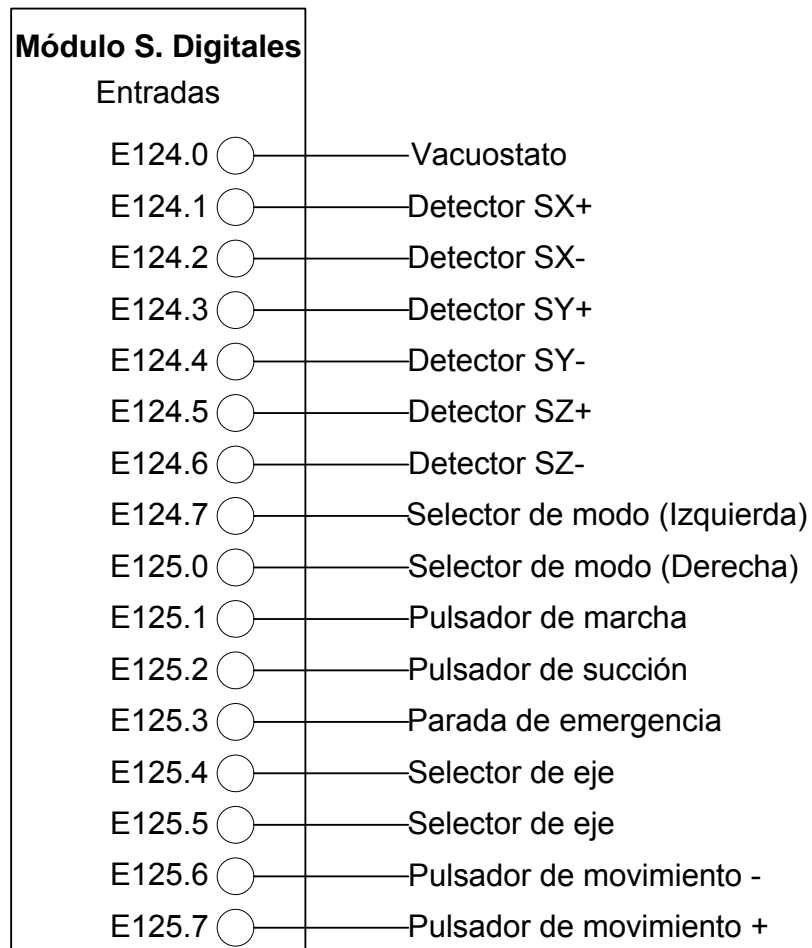 Módulo S. Digitales
Entradas
E124.0 Vacuostato
E124.1 Detector SX+
E124.2 Detector SX-
E124.3 Detector SY+
E124.4 Detector SY-
E124.5 Detector SZ+
E124.6 Detector SZ-
E124.7 Selector de modo (Izquierda)
E125.0 Selector de modo (Derecha)
E125.1 Pulsador de marcha
E125.2 Pulsador de succión
E125.3 Parada de emergencia
E125.4 Selector de eje
E125.5 Selector de eje
E125.6 Pulsador de movimiento -
E125.7 Pulsador de movimiento +